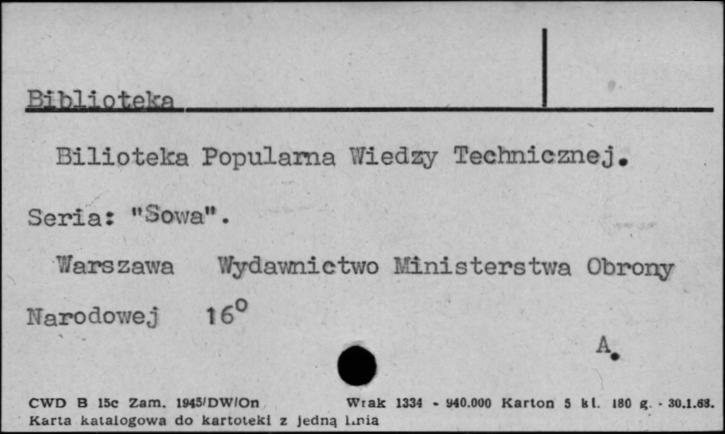 Biblioteka
Bilioteka Popularna Wiedzy Technicznej.
Seria: "Sowa".
Warszawa Wydawnictwo Ministerstwa Obrony
Narodowej 16°
A.
CWD B 15c Zam. 1945/DW/On Wrak 1334 - 940.000 Karton 5 kl. 180 g. - 30.1.68.
Karta katalogowa do kartoteki z jedną linia